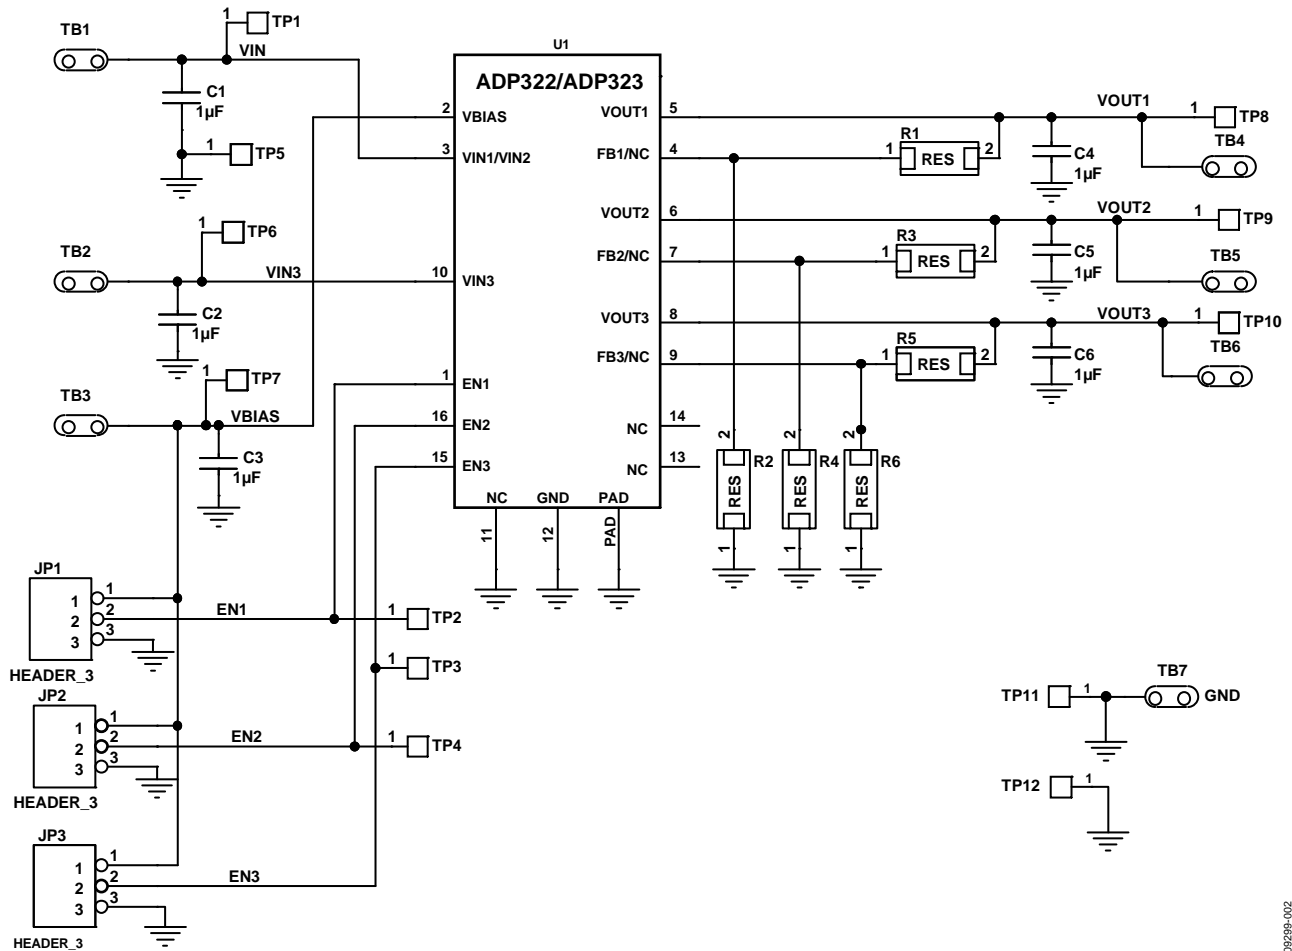 TB1
1
TP1
VIN
C1
1µF
1
TP5
U1
ADP322/ADP323
2
VBIAS
3
VIN1/VIN2
10
VIN3
1
EN1
16
EN2
15
EN3
VOUT1
5
FB1/NC
4
VOUT2
6
FB2/NC
7
VOUT3
8
FB3/NC
9
NC
14
NC
13
NC
GND
PAD
11
12
PAD
TB2
1
TP6
VIN3
C2
1µF
TB3
1
TP7
VBIAS
C3
1µF
R1
1
RES
2
C4
1µF
VOUT1
1
TP8
TB4
R3
1
RES
2
C5
1µF
VOUT2
1
TP9
TB5
R5
1
RES
2
C6
1µF
VOUT3
1
TP10
TB6
2
RES
1
R2
2
RES
1
R4
2
RES
1
R6
JP1
1
2
3
1
2
3
HEADER_3
EN1
1
TP2
1
TP3
JP2
1
2
3
1
2
3
HEADER_3
EN2
1
TP4
JP3
1
2
3
1
2
3
HEADER_3
EN3
TP11
1
TB7
GND
TP12
1
09299-002